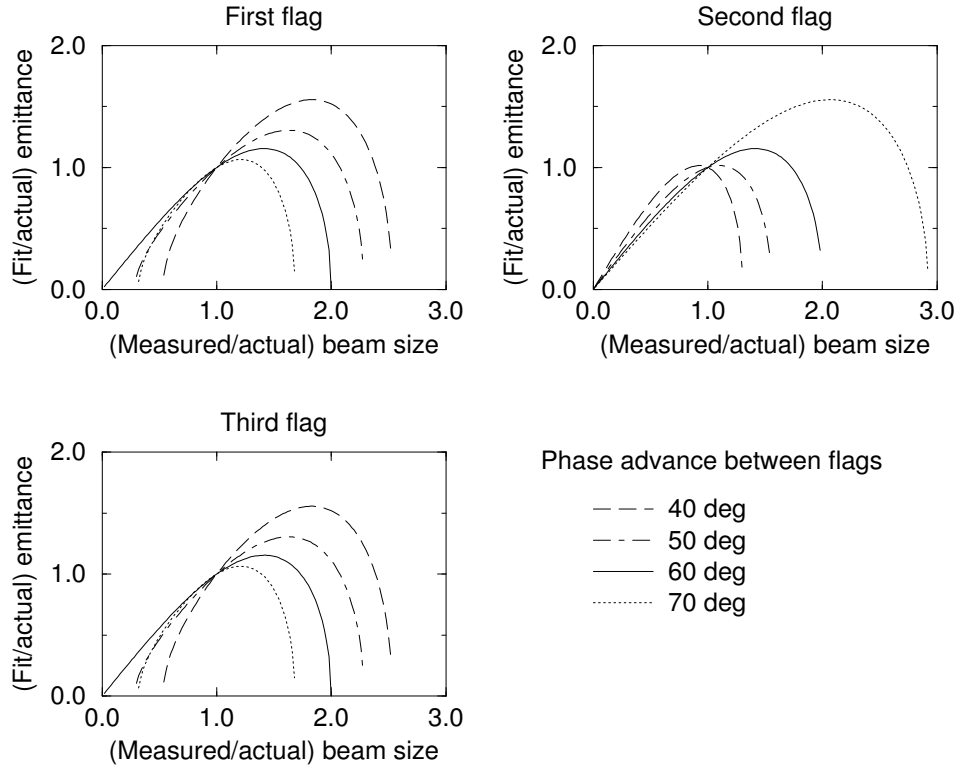 First flag
2.0
1.0
0.0
0.0 1.0 2.0 3.0
(Fit/actual) emittance
(Measured/actual) beam size
Second flag
2.0
1.0
0.0
0.0 1.0 2.0 3.0
(Fit/actual) emittance
(Measured/actual) beam size
Third flag
2.0
1.0
0.0
0.0 1.0 2.0 3.0
(Fit/actual) emittance
(Measured/actual) beam size
Phase advance between flags
40 deg
50 deg
60 deg
70 deg